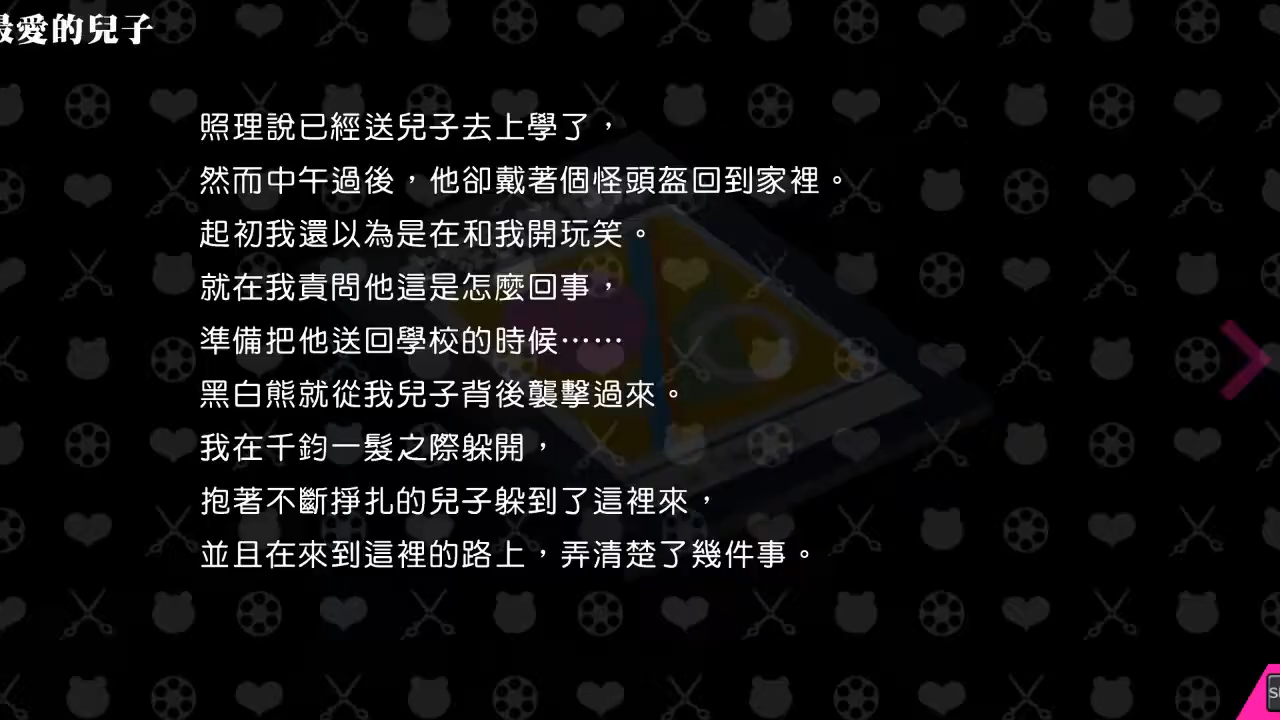 最愛的兒子
照理說已經送兒子去上學了，
然而中午過後，他卻戴著個怪頭盔回到家裡。
起初我還以為是在和我開玩笑。
就在我責問他這是怎麼回事，
準備把他送回學校的時候⋯⋯
黑白熊就從我兒子背後襲擊過來。
我在千鈞一髮之際躲開，
抱著不斷掙扎的兒子躲到了這裡來，
並且在來到這裡的路上，弄清楚了幾件事。